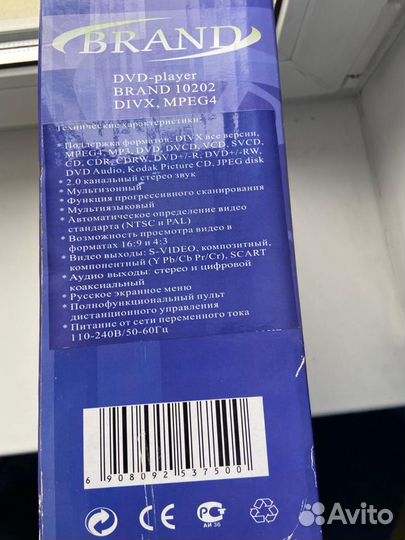 BRAND
DVD-player
BRAND 10202
DIVX, MPEG4
Технические характеристики:
* Поддержка форматов: DIVX все версии,
MPEG4, MP3, DVD, DVCD, VCD, SVCD,
CD, CDR, CDRW, DVD+/-R, DVD+/-RW,
DVD Audio, Kodak Picture CD, JPEG disk
* 2.0 канальный стерео звук
* Мультизонный
* Функция прогрессивного сканирования
* Мультиязыковый
* Автоматическое определение видео
стандарта (NTSC и PAL)
* Возможность просмотра видео в
форматах 16:9 и 4:3
* Видео выходы: S-VIDEO, композитный,
компонентный (Y Pb/Cb Pr/Cr), SCART
* Аудио выходы: стерео и цифровой
коаксиальный
* Русское экранное меню
* Полнофункциональный пульт
дистанционного управления
* Питание от сети переменного тока
110-240В/50-60Гц
6 908092 537500
CE
РСТ
АИ 36
Avito